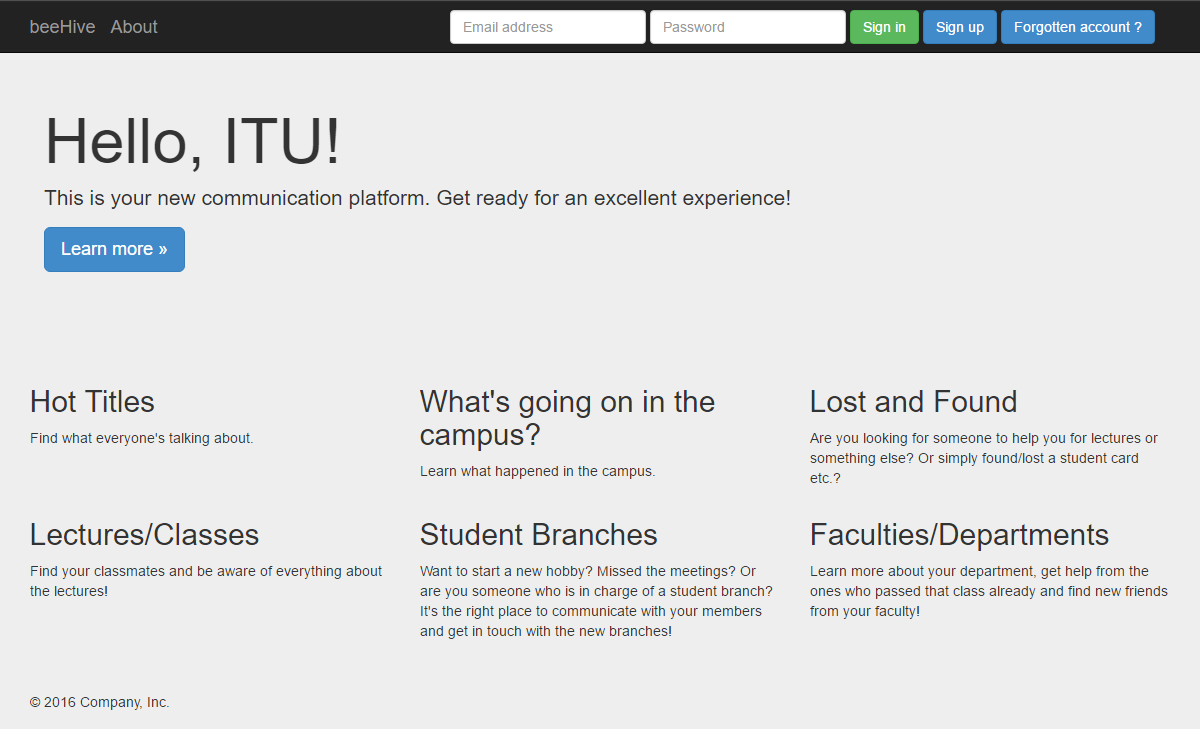 beeHive About Email address Password Sign in Sign up Forgotten account ?
Hello, ITU!
This is your new communication platform. Get ready for an excellent experience!
Learn more »
Hot Titles
Find what everyone's talking about.
What's going on in the
campus?
Learn what happened in the campus.
Lost and Found
Are you looking for someone to help you for lectures or
something else? Or simply found/lost a student card
etc.?
Lectures/Classes
Find your classmates and be aware of everything about
the lectures!
Student Branches
Want to start a new hobby? Missed the meetings? Or
are you someone who is in charge of a student branch?
It's the right place to communicate with your members
and get in touch with the new branches!
Faculties/Departments
Learn more about your department, get help from the
ones who passed that class already and find new friends
from your faculty!
© 2016 Company, Inc.